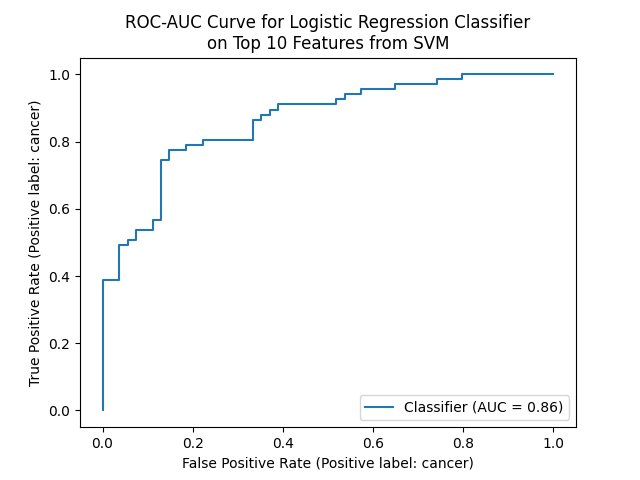 ROC-AUC Curve for Logistic Regression Classifier
on Top 10 Features from SVM
True Positive Rate (Positive label: cancer)
1.0
0.8
0.6
0.4
0.2
0.0
Classifier (AUC = 0.86)
0.0 0.2 0.4 0.6 0.8 1.0
False Positive Rate (Positive label: cancer)